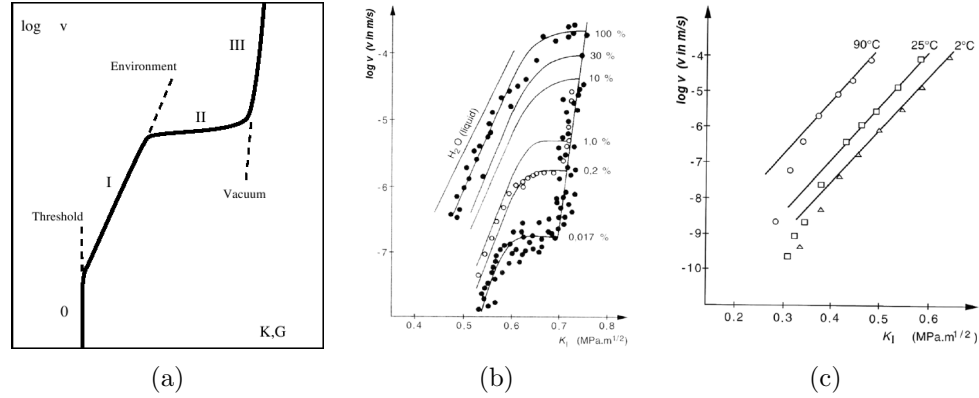 log v
III
Environment
II
I
Vacuum
Threshold
0
K,G
(a)
log v (v in m/s)
-4
-5
-6
-7
H2O (liquid)
100 %
30 %
10 %
1.0 %
0,2 %
0.017 %
0.4 0.5 0.6 0.7 0.8
KI (MPa.m1/2)
(b)
log v (v in m/s)
90°C 25°C 2°C
-4
-5
-6
-7
-8
-9
-10
0.2 0.4 0.5 0.6
KI (MPa.m1/2)
(c)